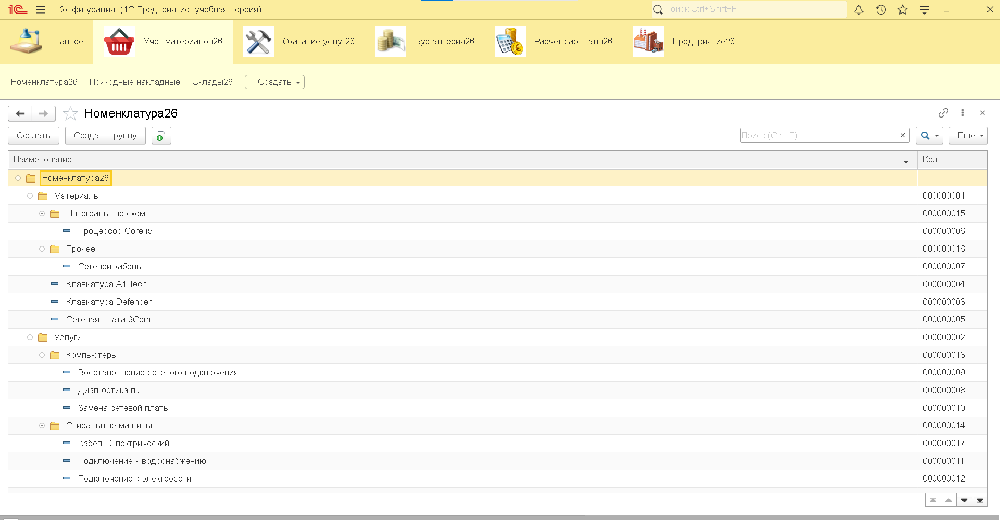 1С Конфигурация (1С:Предприятие, учебная версия) Поиск Ctrl+Shift+F
Главное Учет материалов26 Оказание услуг26 Бухгалтерия26 Расчет зарплаты26 Предприятие26
Номенклатура26 Приходные накладные Склады26 Создать
Номенклатура26
Создать Создать группу Поиск (Ctrl+F) Еще
Наименование Код
Номенклатура26
Материалы 000000001
Интегральные схемы 000000015
Процессор Core i5 000000006
Прочее 000000016
Сетевой кабель 000000007
Клавиатура A4 Tech 000000004
Клавиатура Defender 000000003
Сетевая плата 3Com 000000005
Услуги 000000002
Компьютеры 000000013
Восстановление сетевого подключения 000000009
Диагностика пк 000000008
Замена сетевой платы 000000010
Стиральные машины 000000014
Кабель Электрический 000000017
Подключение к водоснабжению 000000011
Подключение к электросети 000000012